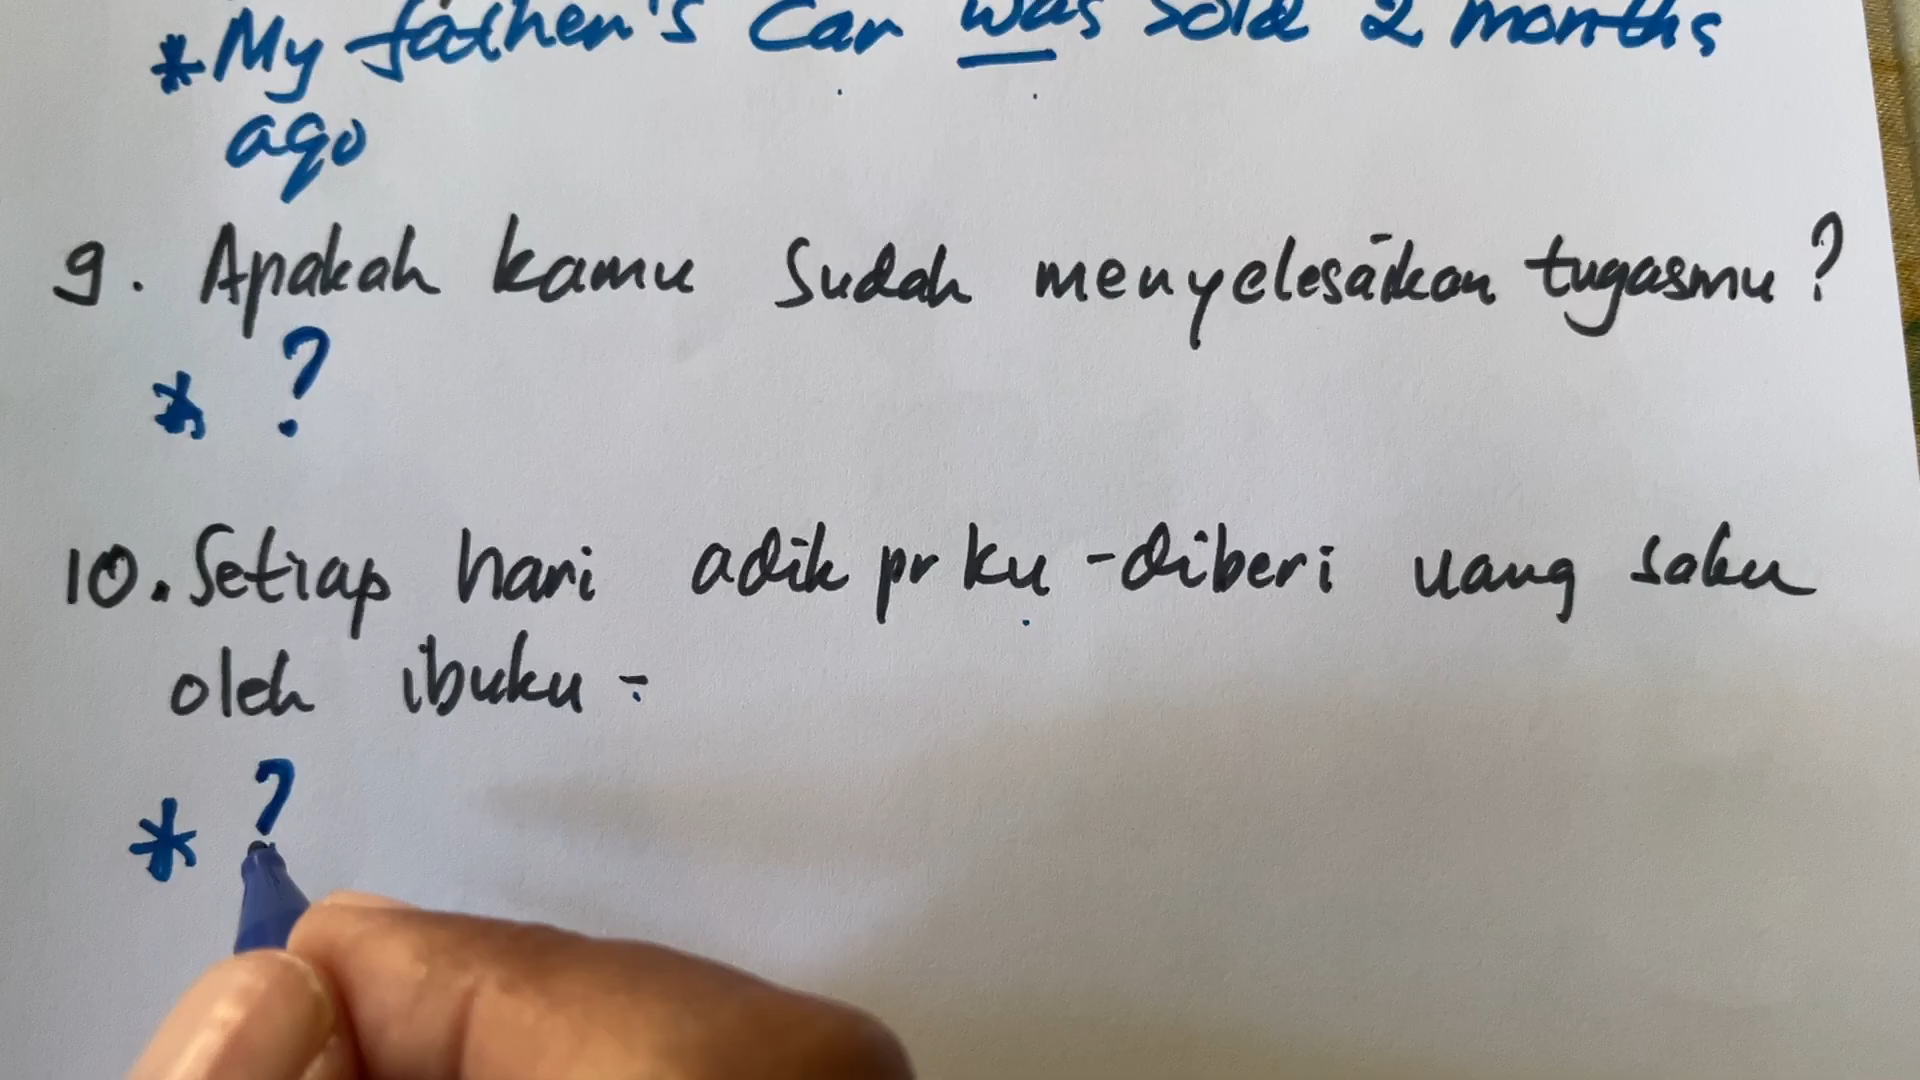 * My father's car was sold 2 months
ago
9. Apakah kamu sudah menyelesaikan tugasmu?
* ?
10. Setiap hari adik pr ku - diberi uang saku
oleh ibuku -
* ?